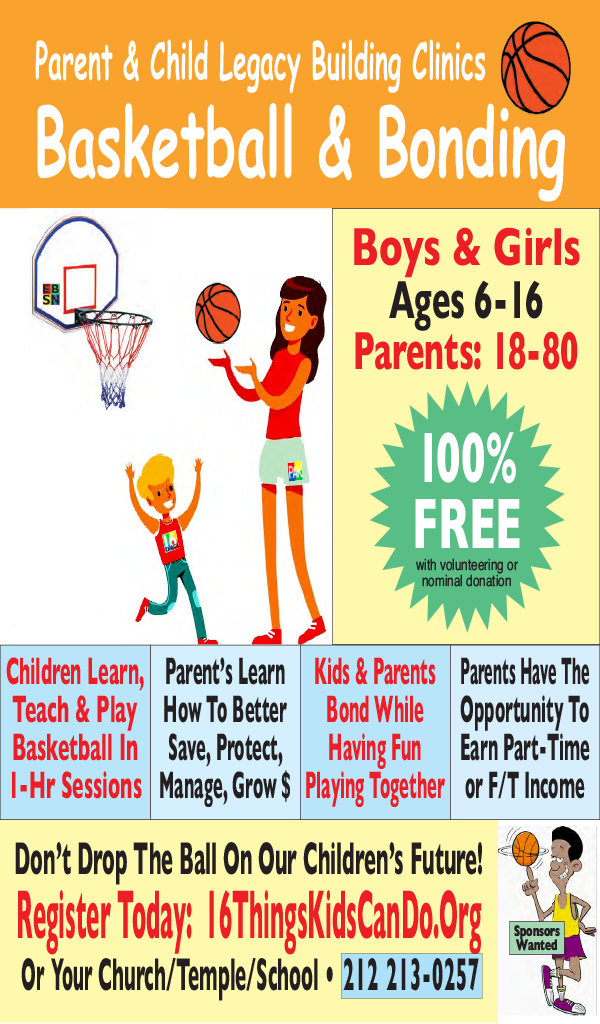 Parent & Child Legacy Building Clinics
Basketball & Bonding
EB
SN
Boys & Girls
Ages 6-16
Parents: 18-80
100%
FREE
with volunteering or
nominal donation
Children Learn,
Teach & Play
Basketball In
1-Hr Sessions
Parent's Learn
How To Better
Save, Protect,
Manage, Grow $
Kids & Parents
Bond While
Having Fun
Playing Together
Parents Have The
Opportunity To
Earn Part-Time
or F/T Income
Don't Drop The Ball On Our Children's Future!
Register Today: 16ThingsKidsCanDo.Org
Or Your Church/Temple/School • 212 213-0257
Sponsors
Wanted